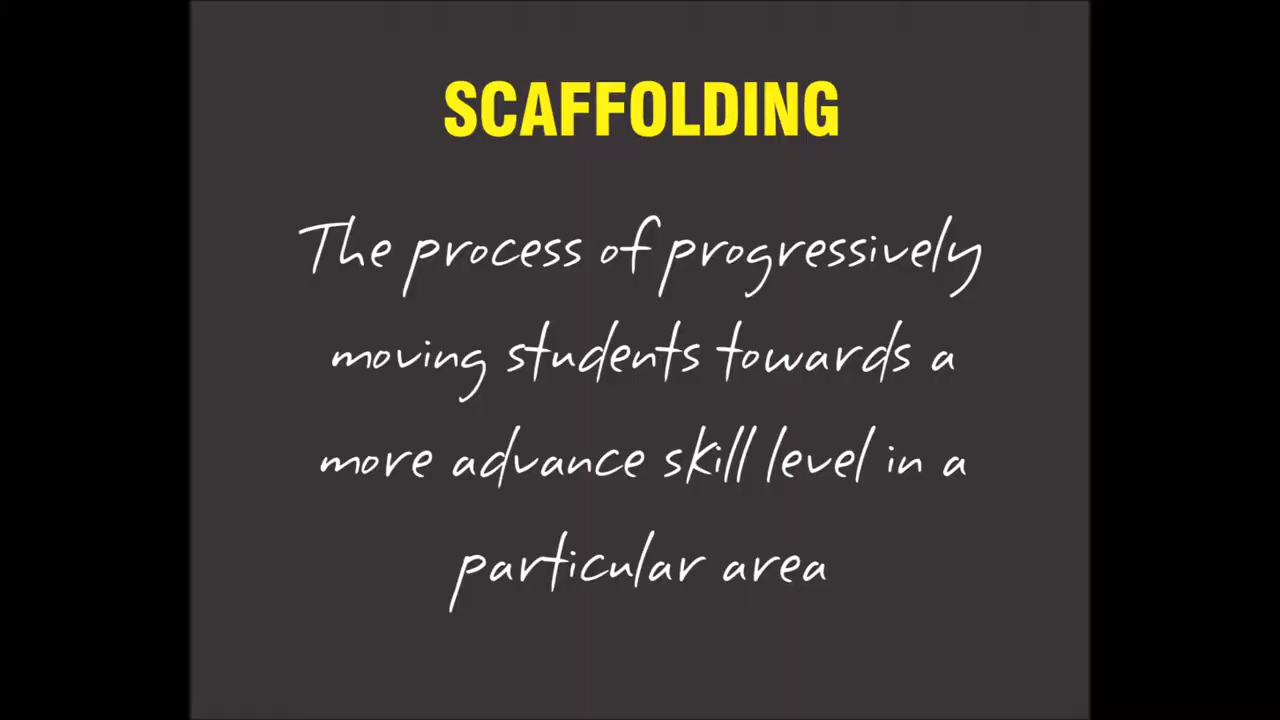 SCAFFOLDING
The process of progressively
moving students towards a
more advance skill level in a
particular area